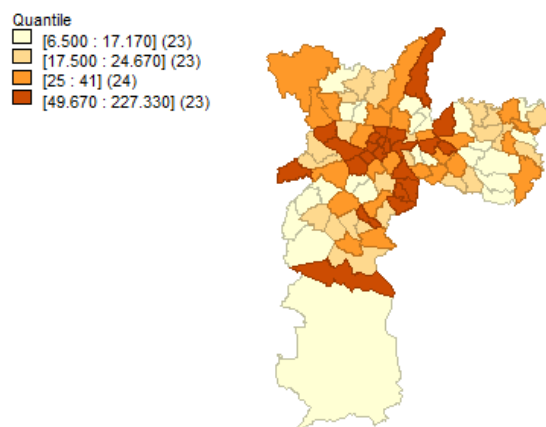 Quantile
[6.500 : 17.170] (23)
[17.500 : 24.670] (23)
[25 : 41] (24)
[49.670 : 227.330] (23)